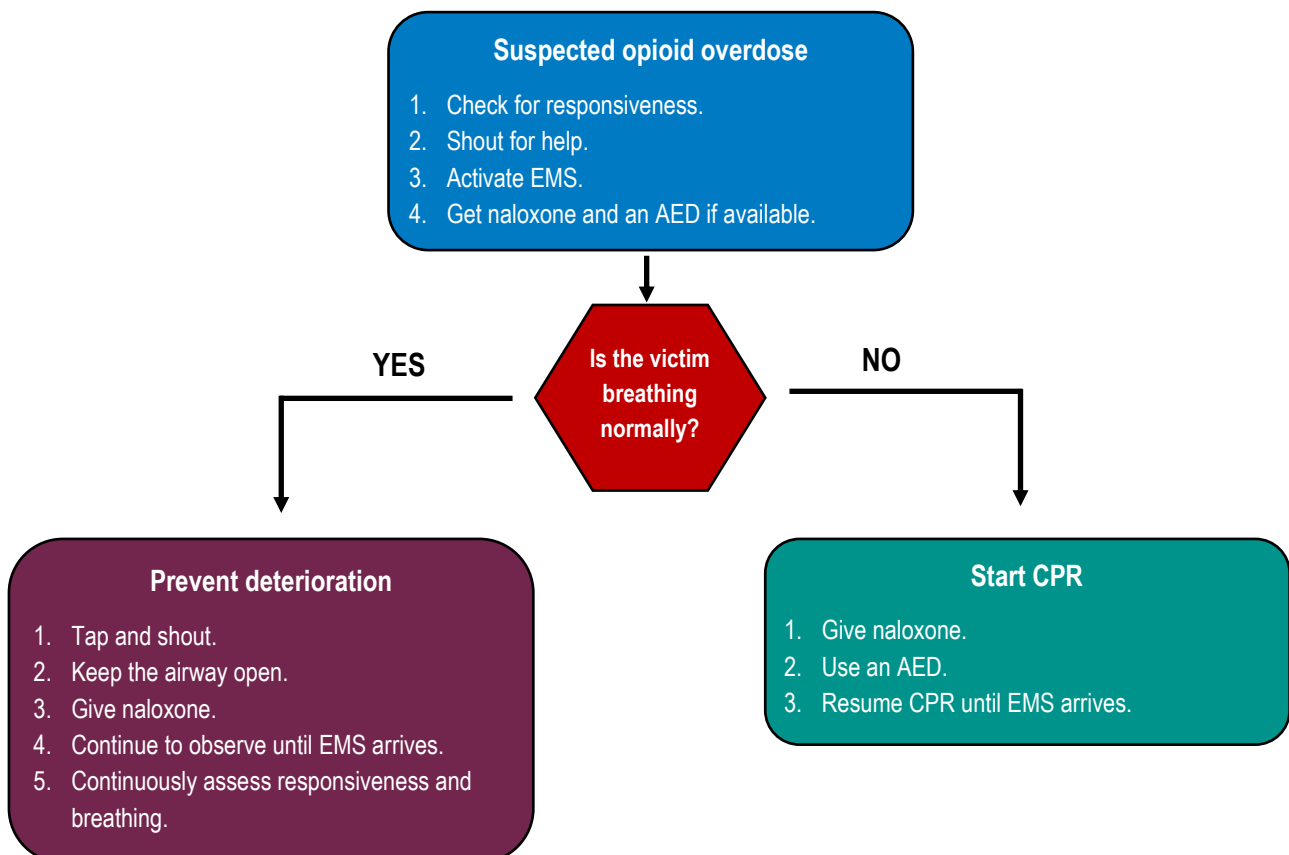 Suspected opioid overdose
1. Check for responsiveness.
2. Shout for help.
3. Activate EMS.
4. Get naloxone and an AED if available.
Is the victim
breathing
normally?
YES
NO
Prevent deterioration
1. Tap and shout.
2. Keep the airway open.
3. Give naloxone.
4. Continue to observe until EMS arrives.
5. Continuously assess responsiveness and
breathing.
Start CPR
1. Give naloxone.
2. Use an AED.
3. Resume CPR until EMS arrives.